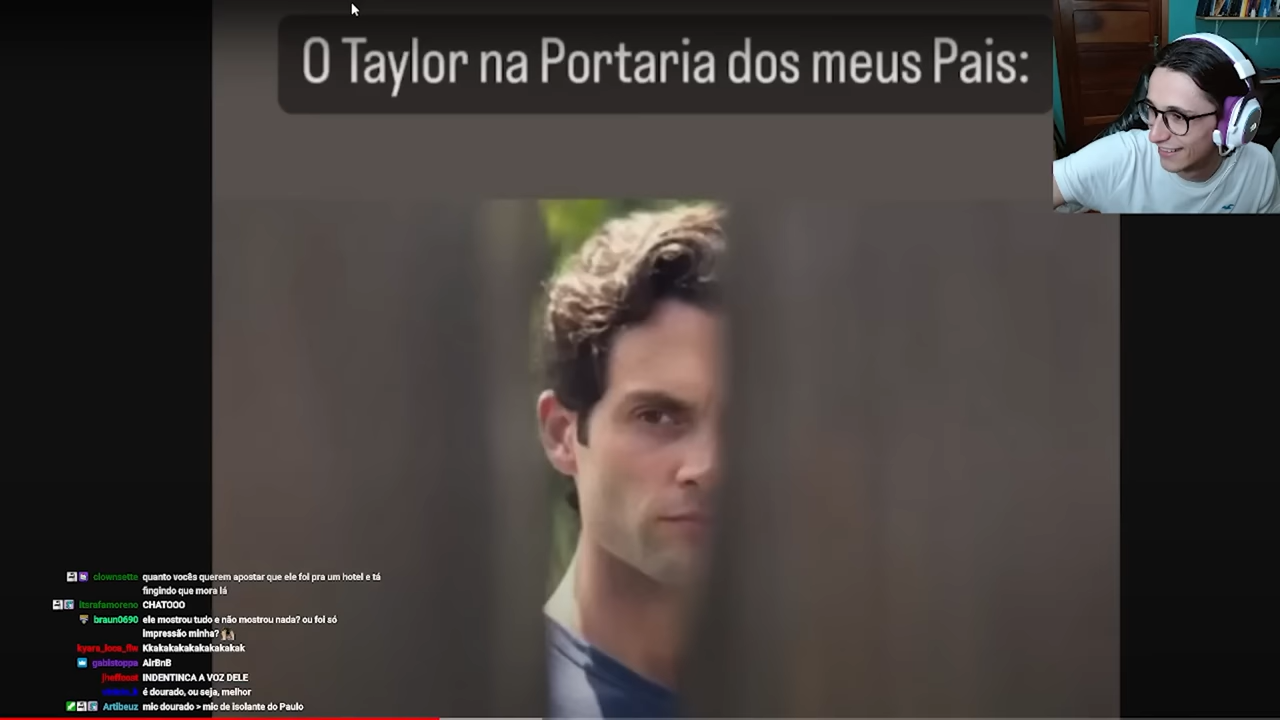 O Taylor na Portaria dos meus Pais:
clownsette quanto vocês querem apostar que ele foi pra um hotel e tá
fingindo que mora lá
itsrafamoreno CHATOOO
braun0690 ele mostrou tudo e não mostrou nada? ou foi só
impressão minha?
kyara_loca_flw Kkakakakakakakakakak
gabistoppa AirBnB
INDENTINCA A VOZ DELE
é dourado, ou seja, melhor
Artibeuz mic dourado > mic de isolante do Paulo